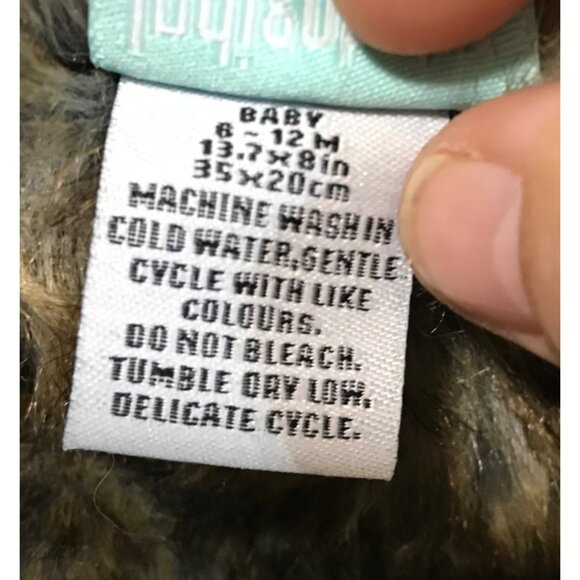 BABY
6 - 12 M
13.7x8in
35x20cm
MACHINE WASH IN
COLD WATER, GENTLE
CYCLE WITH LIKE
COLOURS.
DO NOT BLEACH.
TUMBLE DRY LOW,
DELICATE CYCLE.